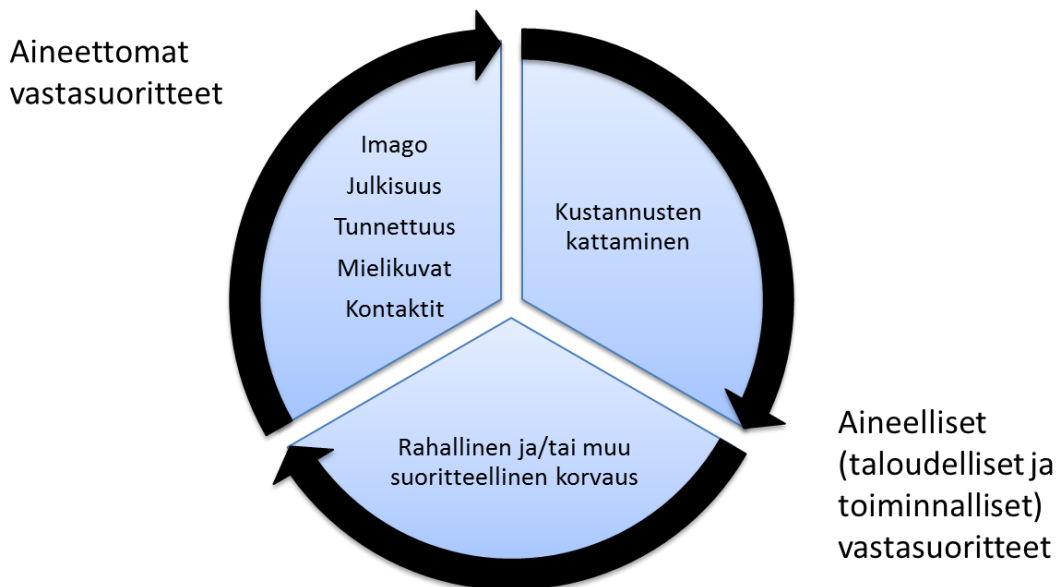 Aineettomat
vastasuoritteet
Imago
Julkisuus
Tunnettuus
Mielikuvat
Kontaktit
Kustannusten
kattaminen
Rahallinen ja/tai muu
suoritteellinen korvaus
Aineelliset
(taloudelliset ja
toiminnalliset)
vastasuoritteet